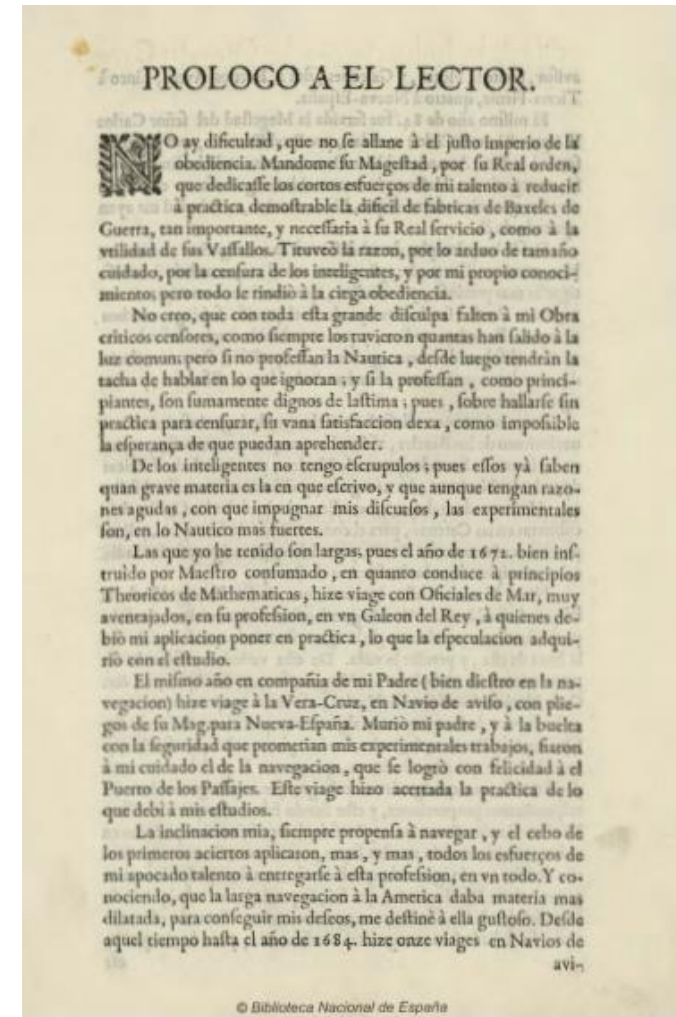 PROLOGO A EL LECTOR.
NO ay dificultad, que no ſe allane à el juſto imperio de la
obediencia. Mandome ſu Mageſtad, por ſu Real orden,
que dedicaſſe los cortos esfuerços de mi talento à reducir
à practica demoſtrable la dificil de fabricas de Baxeles de
Guerra, tan importante, y neceſſaria à ſu Real ſervicio, como à la
vtilidad de ſus Vaſſallos. Tituveò la razon, por lo arduo de tamaño
cuidado, por la cenſura de los inteligentes, y por mi propio conoci-
miento; pero todo ſe rindiò à la ciega obediencia.
No creo, que con toda eſta grande diſculpa falten à mi Obra
criticos cenſores, como ſiempre los tuvieron quantas han ſalido à la
luz comun; pero ſi no profeſſan la Nautica, deſde luego tendràn la
tacha de hablar en lo que ignoran; y ſi la profeſſan, como princi-
piantes, ſon ſumamente dignos de laſtima; pues, ſobre hallarſe ſin
practica para cenſurar, ſu vana ſatisfaccion dexa, como impoſsible
la eſperança de que puedan aprehender.
De los inteligentes no tengo eſcrupulos; pues eſſos yà ſaben
quan grave materia es la en que eſcrivo, y que aunque tengan razo-
nes agudas, con que impugnar mis diſcurſos, las experimentales
ſon, en lo Nautico mas fuertes.
Las que yo he tenido ſon largas; pues el año de 1672. bien inſ-
truido por Maeſtro conſumado, en quanto conduce à principios
Theoricos de Mathematicas, hize viage con Oficiales de Mar, muy
aventajados, en ſu profeſsion, en vn Galeon del Rey, à quienes de-
biò mi aplicacion poner en practica, lo que la eſpeculacion adqui-
riò con el eſtudio.
El miſmo año en compañia de mi Padre (bien dieſtro en la na-
vegacion) hize viage à la Vera-Cruz, en Navio de aviſo, con plie-
gos de ſu Mag. para Nueva-Eſpaña. Muriò mi padre, y à la buelta
con la ſeguridad que prometian mis experimentales trabajos, fiaron
à mi cuidado el de la navegacion, que ſe logrò con felicidad à el
Puerto de los Paſſajes. Eſte viage hizo acertada la practica de lo
que debi à mis eſtudios.
La inclinacion mia, ſiempre propenſa à navegar, y el cebo de
los primeros aciertos aplicaron, mas, y mas, todos los esfuerços de
mi apocado talento à entregarſe à eſta profeſsion, en vn todo. Y co-
nociendo, que la larga navegacion à la America daba materia mas
dilatada, para conſeguir mis deſeos, me deſtinè à ella guſtoſo. Deſde
aquel tiempo haſta el año de 1684. hize onze viages en Navios de
avi-
© Biblioteca Nacional de España